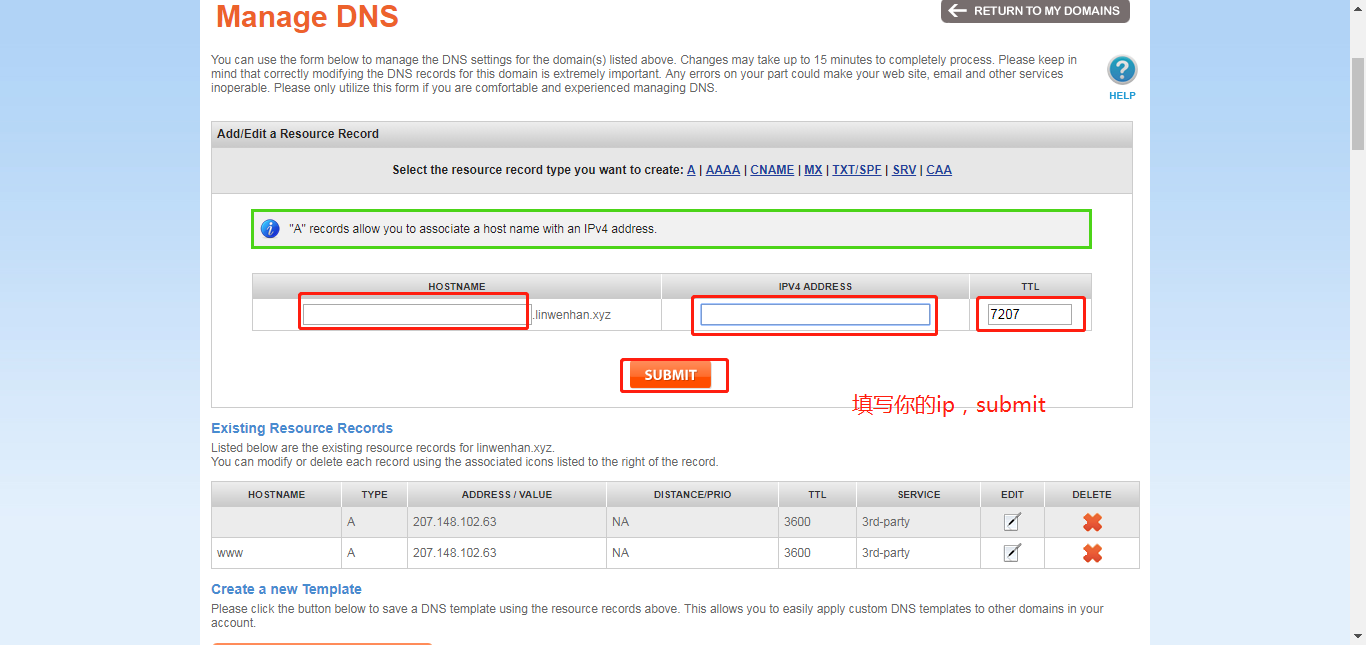 Manage DNS
RETURN TO MY DOMAINS
You can use the form below to manage the DNS settings for the domain(s) listed above. Changes may take up to 15 minutes to completely process. Please keep in
mind that correctly modifying the DNS records for this domain is extremely important. Any errors on your part could make your web site, email and other services
inoperable. Please only utilize this form if you are comfortable and experienced managing DNS.
?
HELP
Add/Edit a Resource Record
Select the resource record type you want to create: A | AAAA | CNAME | MX | TXT/SPF | SRV | CAA
i "A" records allow you to associate a host name with an IPv4 address.
HOSTNAME IPV4 ADDRESS TTL
.linwenhan.xyz 7207
SUBMIT
填写你的ip，submit
Existing Resource Records
Listed below are the existing resource records for linwenhan.xyz.
You can modify or delete each record using the associated icons listed to the right of the record.
HOSTNAME TYPE ADDRESS / VALUE DISTANCE/PRIO TTL SERVICE EDIT DELETE
A 207.148.102.63 NA 3600 3rd-party
www A 207.148.102.63 NA 3600 3rd-party
Create a new Template
Please click the button below to save a DNS template using the resource records above. This allows you to easily apply custom DNS templates to other domains in your
account.